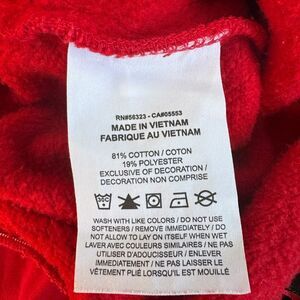 RN#56323 - CA#05553
MADE IN VIETNAM
FABRIQUE AU VIETNAM
81% COTTON / COTON
19% POLYESTER
EXCLUSIVE OF DECORATION /
DECORATION NON COMPRISE
WASH WITH LIKE COLORS / DO NOT USE
SOFTENERS / REMOVE IMMEDIATELY / DO
NOT ALLOW TO LAY ON ITSELF WHEN WET
LAVER AVEC COULEURS SIMILAIRES / NE PAS
UTILISER D'ADOUCISSEUR / ENLEVER
IMMEDIATEMENT / NE PAS LAISSER LE
VÊTEMENT PLIÉ LORSQU'IL EST MOUILLÉ